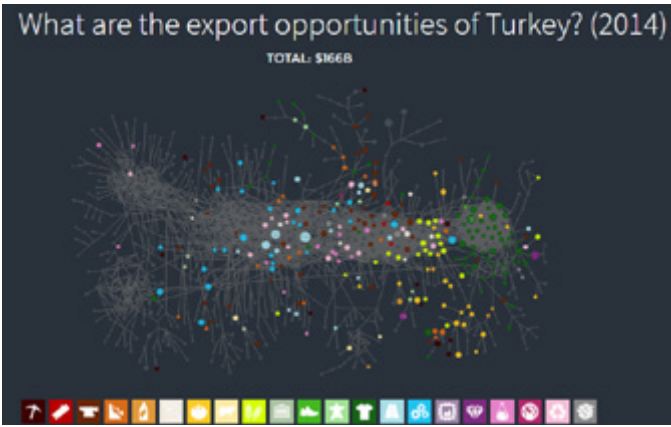 What are the export opportunities of Turkey? (2014)
TOTAL: $166B